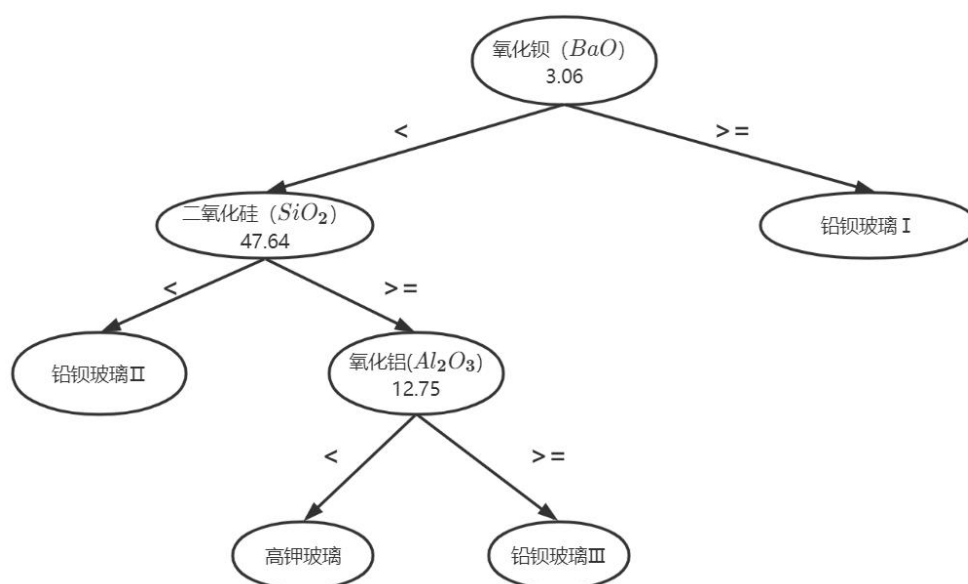 氧化钡（BaO）
3.06
<
>=
二氧化硅（SiO₂）
47.64
铅钡玻璃Ⅰ
<
>=
铅钡玻璃Ⅱ
氧化铝(Al₂O₃)
12.75
<
>=
高钾玻璃
铅钡玻璃Ⅲ